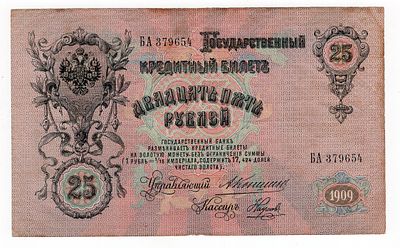 БА 379654 Государственный
25
Кредитный Билетъ
Двадцать пять
рублей
Государственный Банкъ
размѣниваетъ кредитные билеты
на золотую монету безъ ограниченія суммы
(1 рубль = 1/15 имперіала, содержитъ 17,424 долей
чистаго золота).
БА 379654
25
Управляющій
Кассиръ
1909